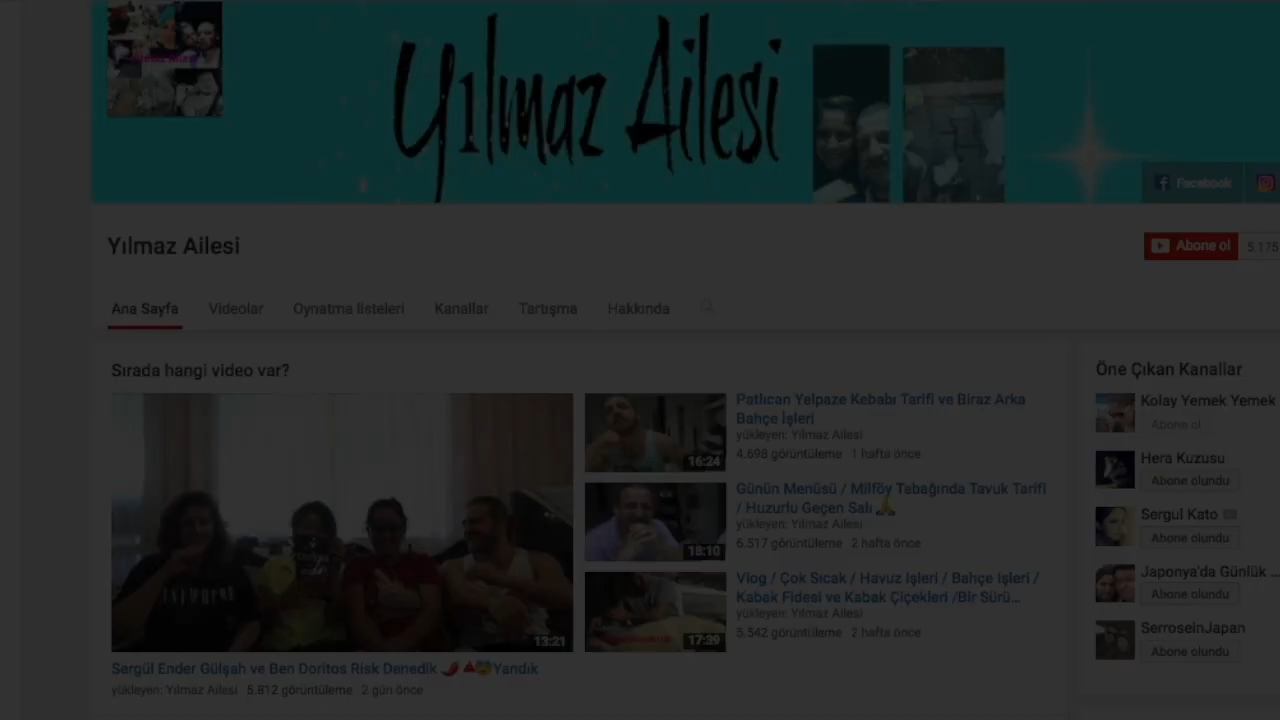 Yılmaz Ailesi
Facebook
Yılmaz Ailesi
Abone ol 5.175
Ana Sayfa Videolar Oynatma listeleri Kanallar Tartışma Hakkında
Sırada hangi video var?
13:21
Sergül Ender Gülşah ve Ben Doritos Risk Denedik 🌶️ 🔺😰Yandık
yükleyen: Yılmaz Ailesi 5.812 görüntüleme 2 gün önce
16:24
Patlıcan Yelpaze Kebabı Tarifi ve Biraz Arka
Bahçe İşleri
yükleyen: Yılmaz Ailesi
4.698 görüntüleme 1 hafta önce
18:10
Günün Menüsü / Milföy Tabağında Tavuk Tarifi
/ Huzurlu Geçen Salı 🙏
yükleyen: Yılmaz Ailesi
6.517 görüntüleme 2 hafta önce
17:39
Vlog / Çok Sıcak / Havuz İşleri / Bahçe İşleri /
Kabak Fidesi ve Kabak Çiçekleri /Bir Sürü...
yükleyen: Yılmaz Ailesi
5.542 görüntüleme 2 hafta önce
Öne Çıkan Kanallar
Kolay Yemek Yemek
Abone ol
Hera Kuzusu
Abone olundu
Sergul Kato
Abone olundu
Japonya'da Günlük ...
Abone olundu
SerroseinJapan
Abone olundu